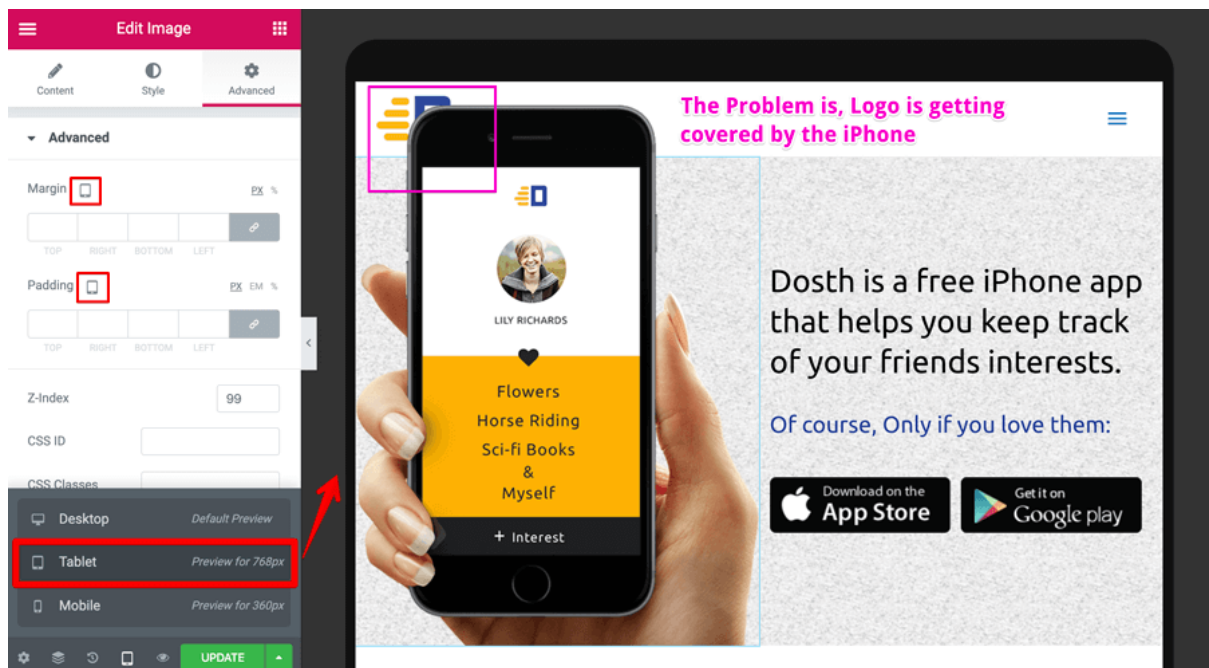 Edit Image
Content Style Advanced
Advanced
Margin PX %
TOP RIGHT BOTTOM LEFT
Padding PX EM %
TOP RIGHT BOTTOM LEFT
Z-Index 99
CSS ID
CSS Classes
Desktop Default Preview
Tablet Preview for 768px
Mobile Preview for 360px
UPDATE
The Problem is, Logo is getting
covered by the iPhone
LILY RICHARDS
Flowers
Horse Riding
Sci-fi Books
&
Myself
+ Interest
Dosth is a free iPhone app
that helps you keep track
of your friends interests.
Of course, Only if you love them:
Download on the
App Store
Get it on
Google play